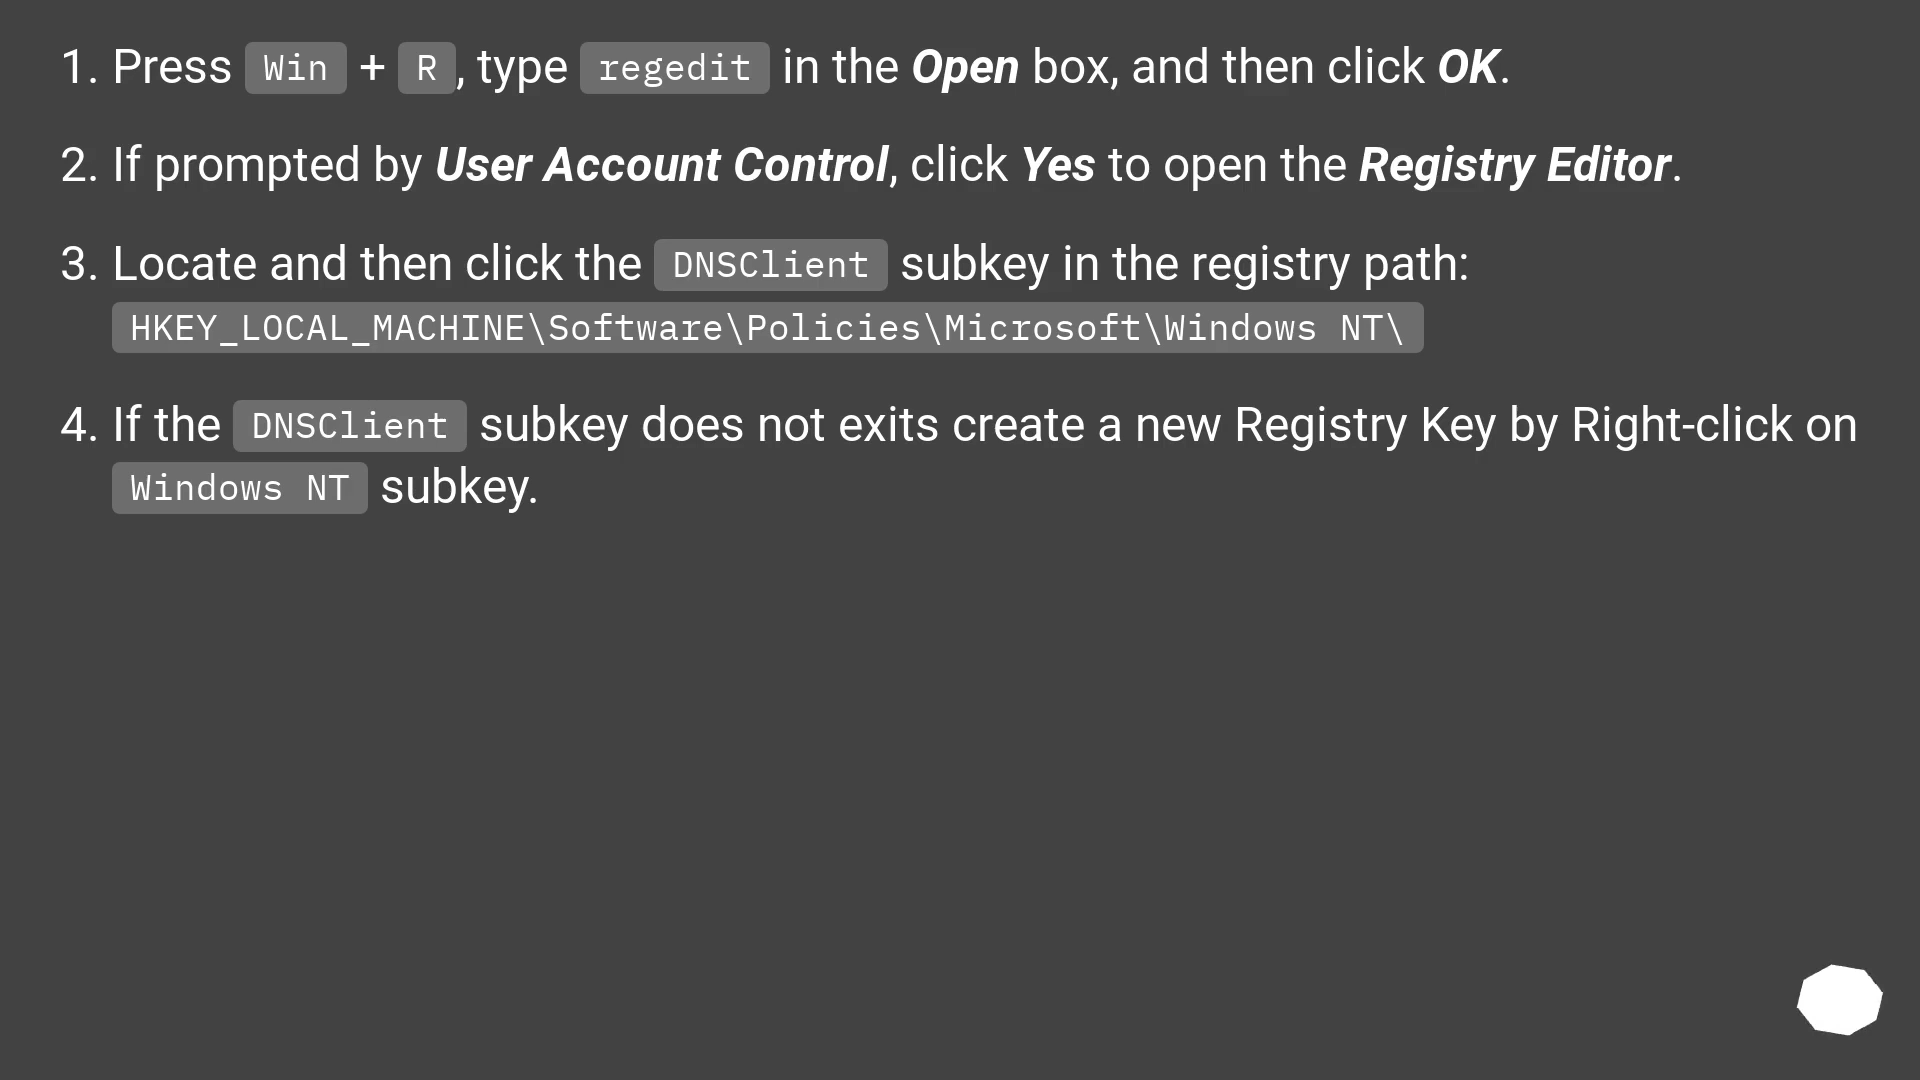 1. Press Win + R, type regedit in the Open box, and then click OK.
2. If prompted by User Account Control, click Yes to open the Registry Editor.
3. Locate and then click the DNSClient subkey in the registry path:
HKEY_LOCAL_MACHINE\Software\Policies\Microsoft\Windows NT\
4. If the DNSClient subkey does not exits create a new Registry Key by Right-click on
Windows NT subkey.